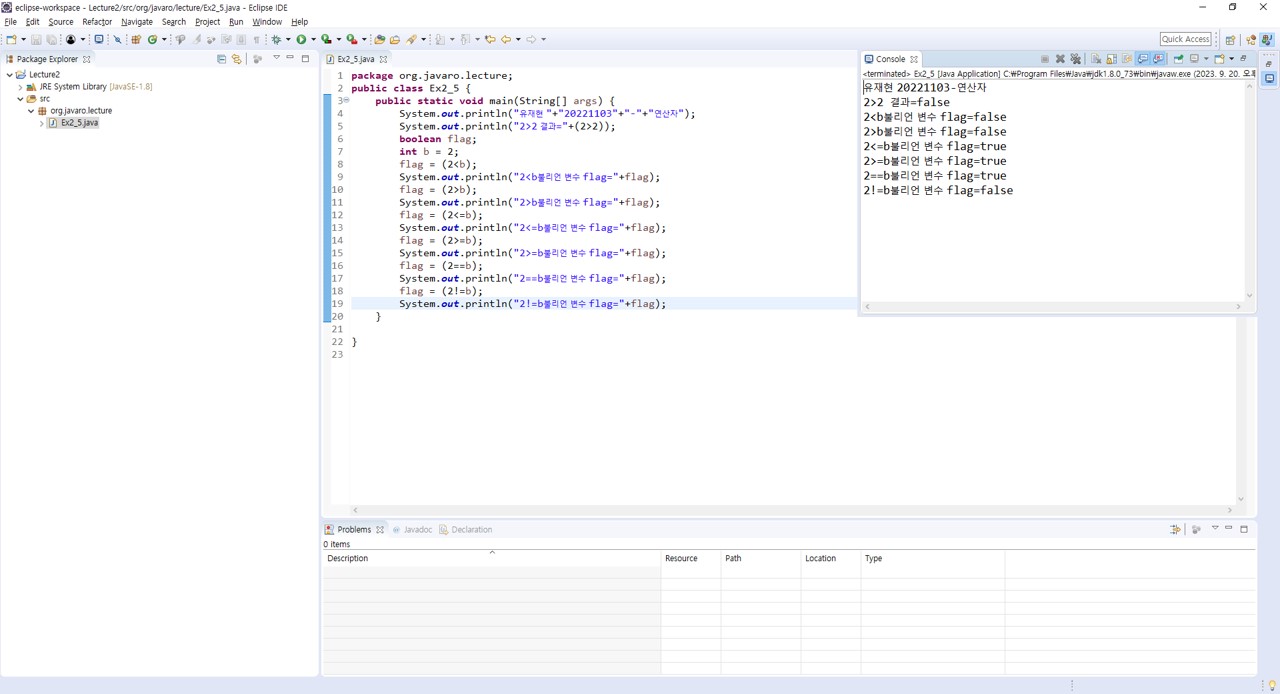 eclipse-workspace - Lecture2/src/org/javaro/lecture/Ex2_5.java - Eclipse IDE
File Edit Source Refactor Navigate Search Project Run Window Help
Quick Access
Package Explorer
Lecture2
JRE System Library [JavaSE-1.8]
src
org.javaro.lecture
Ex2_5.java
Ex2_5.java
1 package org.javaro.lecture;
2 public class Ex2_5 {
3 public static void main(String[] args) {
4 System.out.println("유재현 "+"20221103"+"-"+"연산자");
5 System.out.println("2>2 결과="+(2>2));
6 boolean flag;
7 int b = 2;
8 flag = (2<b);
9 System.out.println("2<b불리언 변수 flag="+flag);
10 flag = (2>b);
11 System.out.println("2>b불리언 변수 flag="+flag);
12 flag = (2<=b);
13 System.out.println("2<=b불리언 변수 flag="+flag);
14 flag = (2>=b);
15 System.out.println("2>=b불리언 변수 flag="+flag);
16 flag = (2==b);
17 System.out.println("2==b불리언 변수 flag="+flag);
18 flag = (2!=b);
19 System.out.println("2!=b불리언 변수 flag="+flag);
20 }
21
22 }
23
Console
<terminated> Ex2_5 [Java Application] C:₩Program Files₩Java₩jdk1.8.0_73₩bin₩javaw.exe (2023. 9. 20. 오후
유재현 20221103-연산자
2>2 결과=false
2<b불리언 변수 flag=false
2>b불리언 변수 flag=false
2<=b불리언 변수 flag=true
2>=b불리언 변수 flag=true
2==b불리언 변수 flag=true
2!=b불리언 변수 flag=false
Problems Javadoc Declaration
0 items
Description Resource Path Location Type